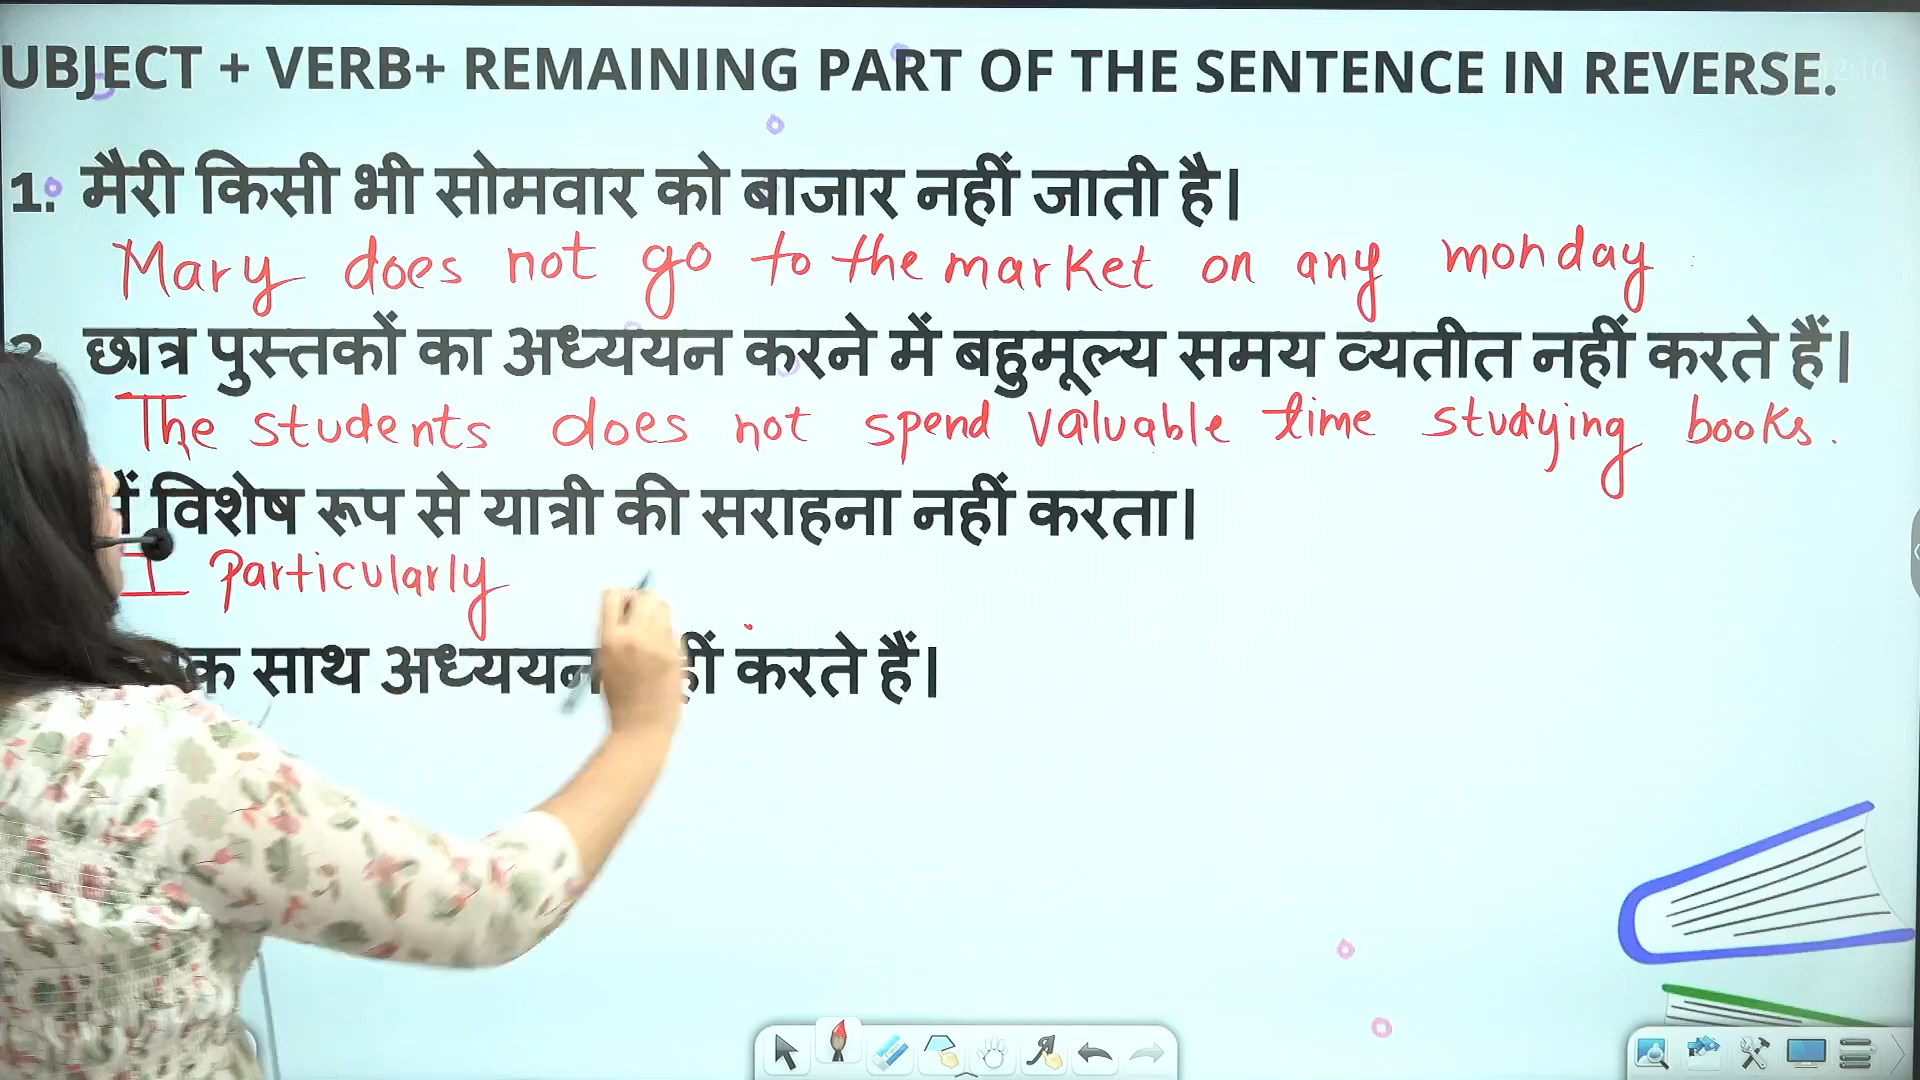 UBJECT + VERB+ REMAINING PART OF THE SENTENCE IN REVERSE.
12:10
1. मैरी किसी भी सोमवार को बाजार नहीं जाती है।
Mary does not go to the market on any monday
छात्र पुस्तकों का अध्ययन करने में बहुमूल्य समय व्यतीत नहीं करते हैं।
The students does not spend valuable time studying books.
विशेष रूप से यात्री की सराहना नहीं करता।
I particularly
साथ अध्ययन करते हैं।